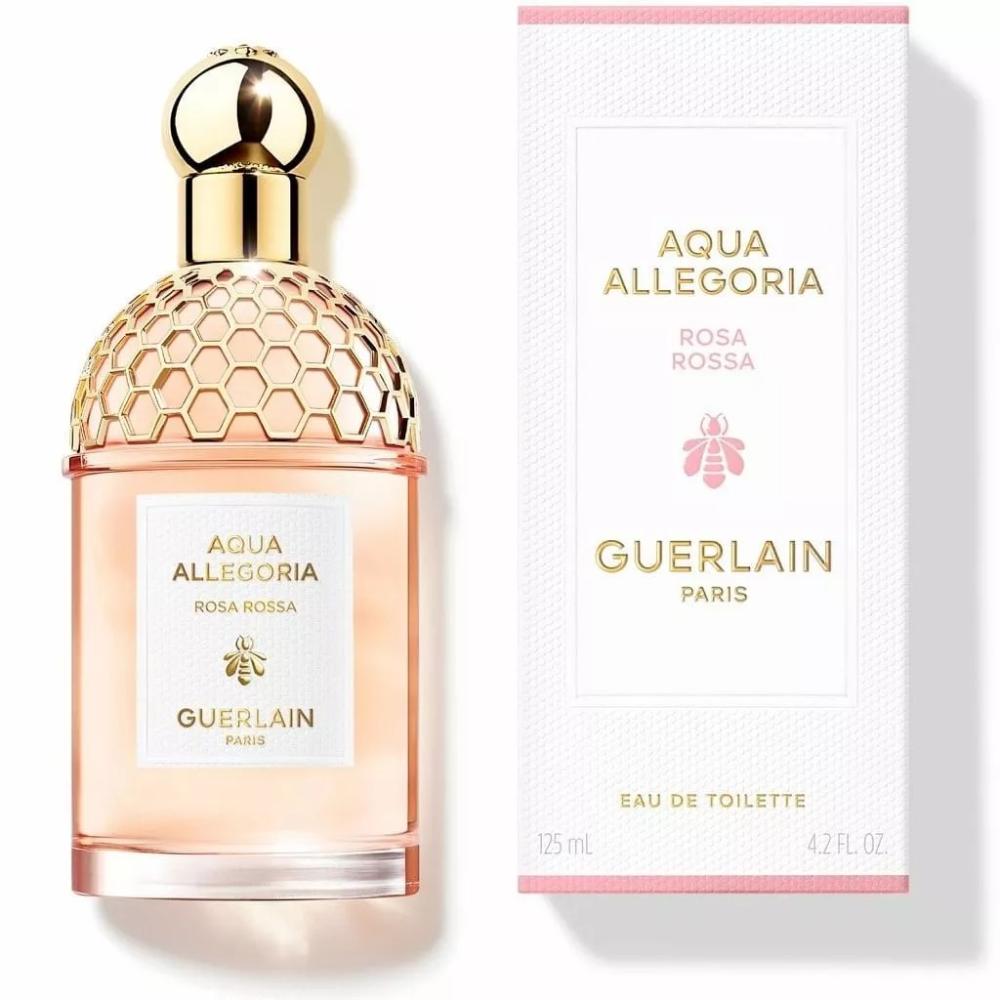 AQUA
ALLEGORIA
ROSA ROSSA
GUERLAIN
PARIS
AQUA
ALLEGORIA
ROSA
ROSSA
GUERLAIN
PARIS
EAU DE TOILETTE
125 mL 4.2 FL. OZ.